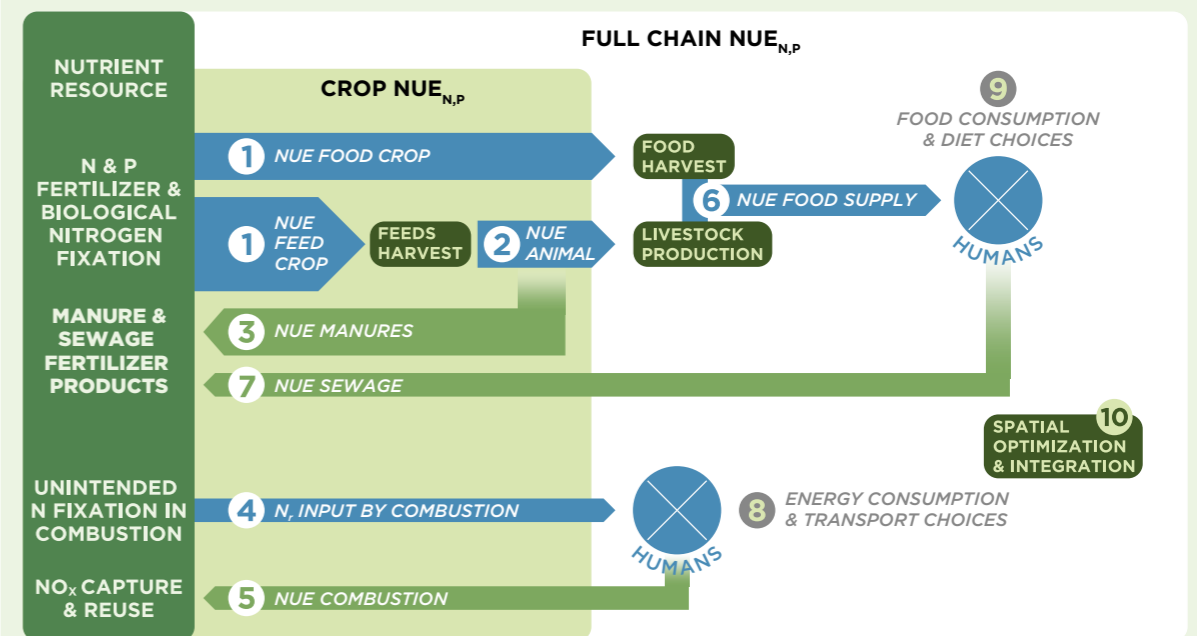 FULL CHAIN NUE N,P
NUTRIENT
RESOURCE
CROP NUE N,P
9
FOOD CONSUMPTION
& DIET CHOICES
N & P
FERTILIZER &
BIOLOGICAL
NITROGEN
FIXATION
1 NUE FOOD CROP
FOOD
HARVEST
6 NUE FOOD SUPPLY
HUMANS
1 NUE
FEED
CROP
FEEDS
HARVEST
2 NUE
ANIMAL
LIVESTOCK
PRODUCTION
MANURE &
SEWAGE
FERTILIZER
PRODUCTS
3 NUE MANURES
7 NUE SEWAGE
10
SPATIAL
OPTIMIZATION
& INTEGRATION
UNINTENDED
N FIXATION IN
COMBUSTION
4 Nr INPUT BY COMBUSTION
HUMANS
8 ENERGY CONSUMPTION
& TRANSPORT CHOICES
NOx CAPTURE
& REUSE
5 NUE COMBUSTION